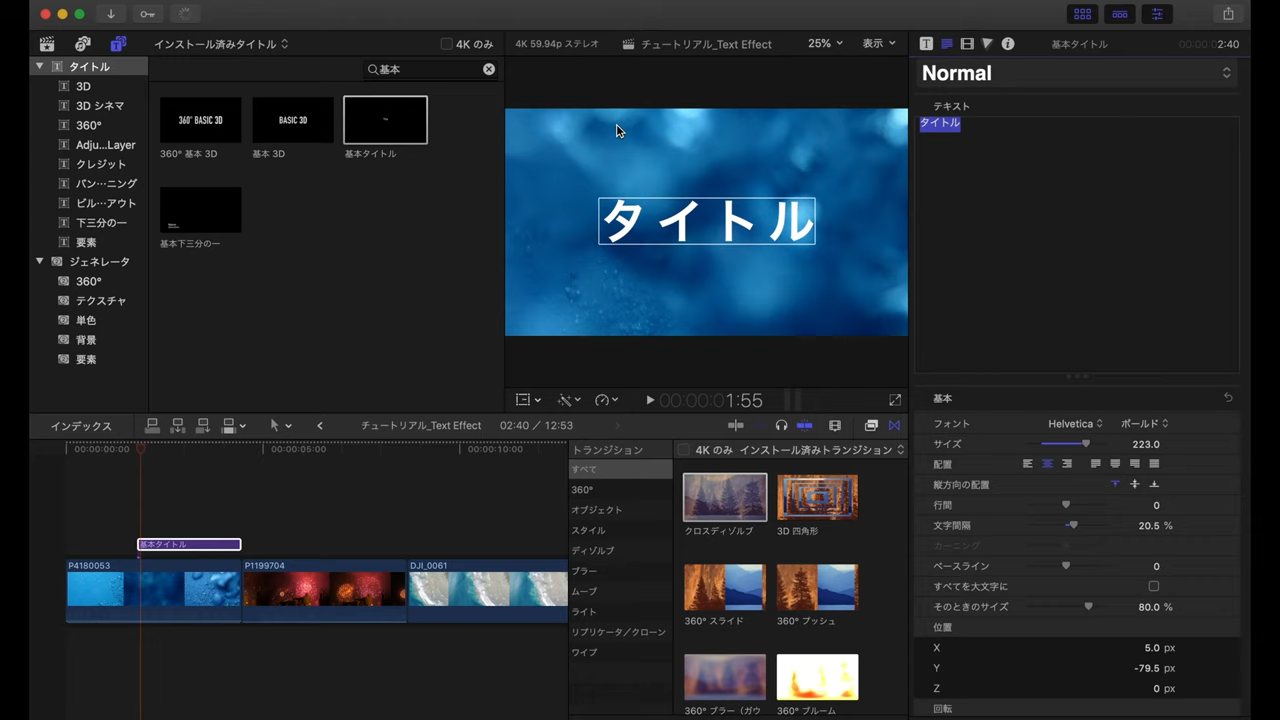 インストール済みタイトル
4K のみ
4K 59.94p ステレオ
チュートリアル_Text Effect
25%
表示
基本タイトル
00:00:00:02:40
タイトル
3D
3D シネマ
360°
Adju...Layer
クレジット
バン…ニング
ビル…アウト
下三分の一
要素
ジェネレータ
360°
テクスチャ
単色
背景
要素
基本
360° BASIC 3D
BASIC 3D
360° 基本 3D
基本 3D
基本タイトル
基本下三分の一
タイトル
Normal
テキスト
タイトル
00:00:00:01:55
基本
フォント
Helvetica
ボールド
サイズ
223.0
配置
縦方向の配置
行間
0
文字間隔
20.5 %
カーニング
ベースライン
0
すべてを大文字に
そのときのサイズ
80.0 %
位置
X
5.0 px
Y
-79.5 px
Z
0 px
回転
インデックス
チュートリアル_Text Effect
02:40 / 12:53
00:00:00:00
00:00:05:00
00:00:10:00
基本タイトル
P4180053
P1199704
DJI_0061
トランジション
4K のみ
インストール済みトランジション
すべて
360°
オブジェクト
スタイル
ディゾルブ
ブラー
ムーブ
ライト
リプリケータ／クローン
ワイプ
クロスディゾルブ
3D 四角形
360° スライド
360° プッシュ
360° ブラー（ガウ
360° ブルーム